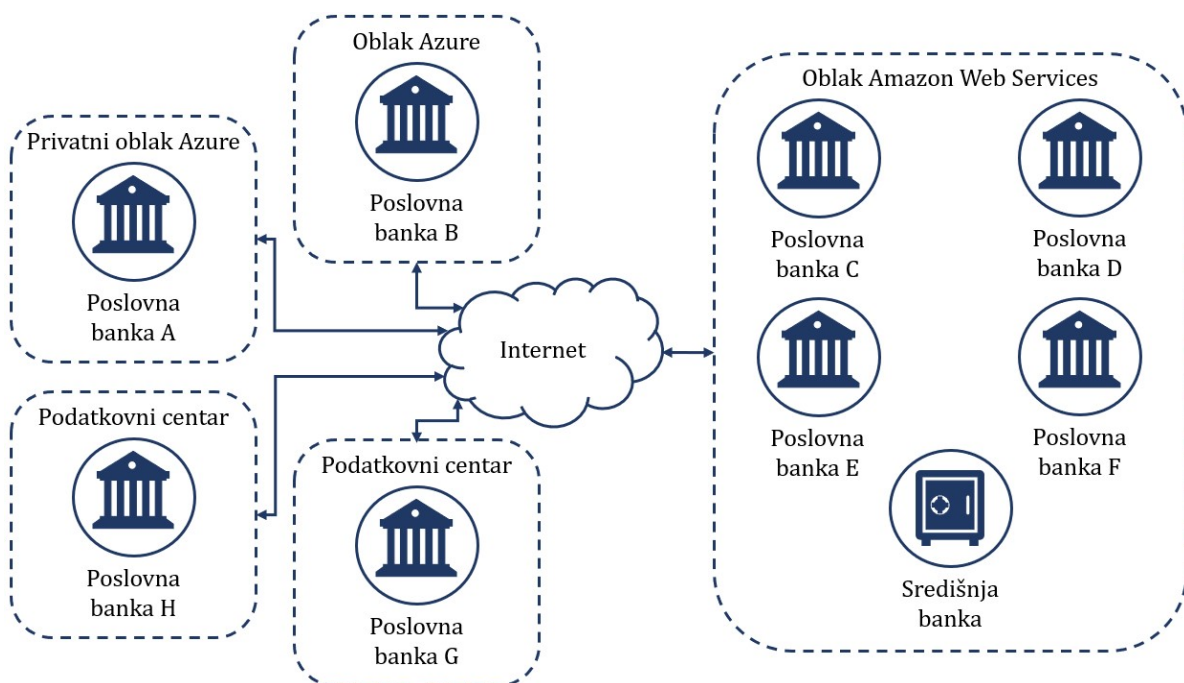 Oblak Azure
Poslovna
banka B
Privatni oblak Azure
Poslovna
banka A
Podatkovni centar
Poslovna
banka H
Podatkovni centar
Poslovna
banka G
Internet
Oblak Amazon Web Services
Poslovna
banka C
Poslovna
banka D
Poslovna
banka E
Poslovna
banka F
Središnja
banka